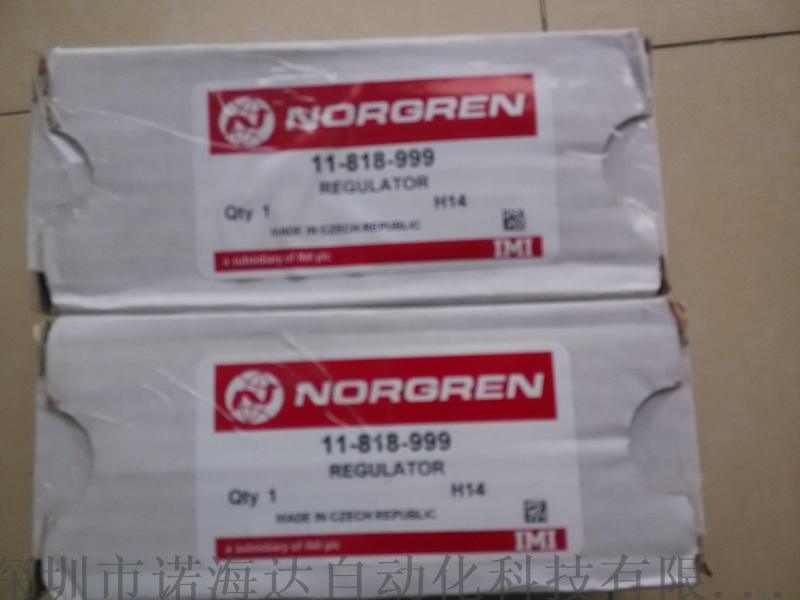 NORGREN
11-818-999
REGULATOR
Qty 1 H14
MADE IN CZECH REPUBLIC
a subsidiary of IMI plc IMI
NORGREN
11-818-999
REGULATOR
Qty 1 H14
MADE IN CZECH REPUBLIC
a subsidiary of IMI plc IMI
深圳市诺海达自动化科技有限...